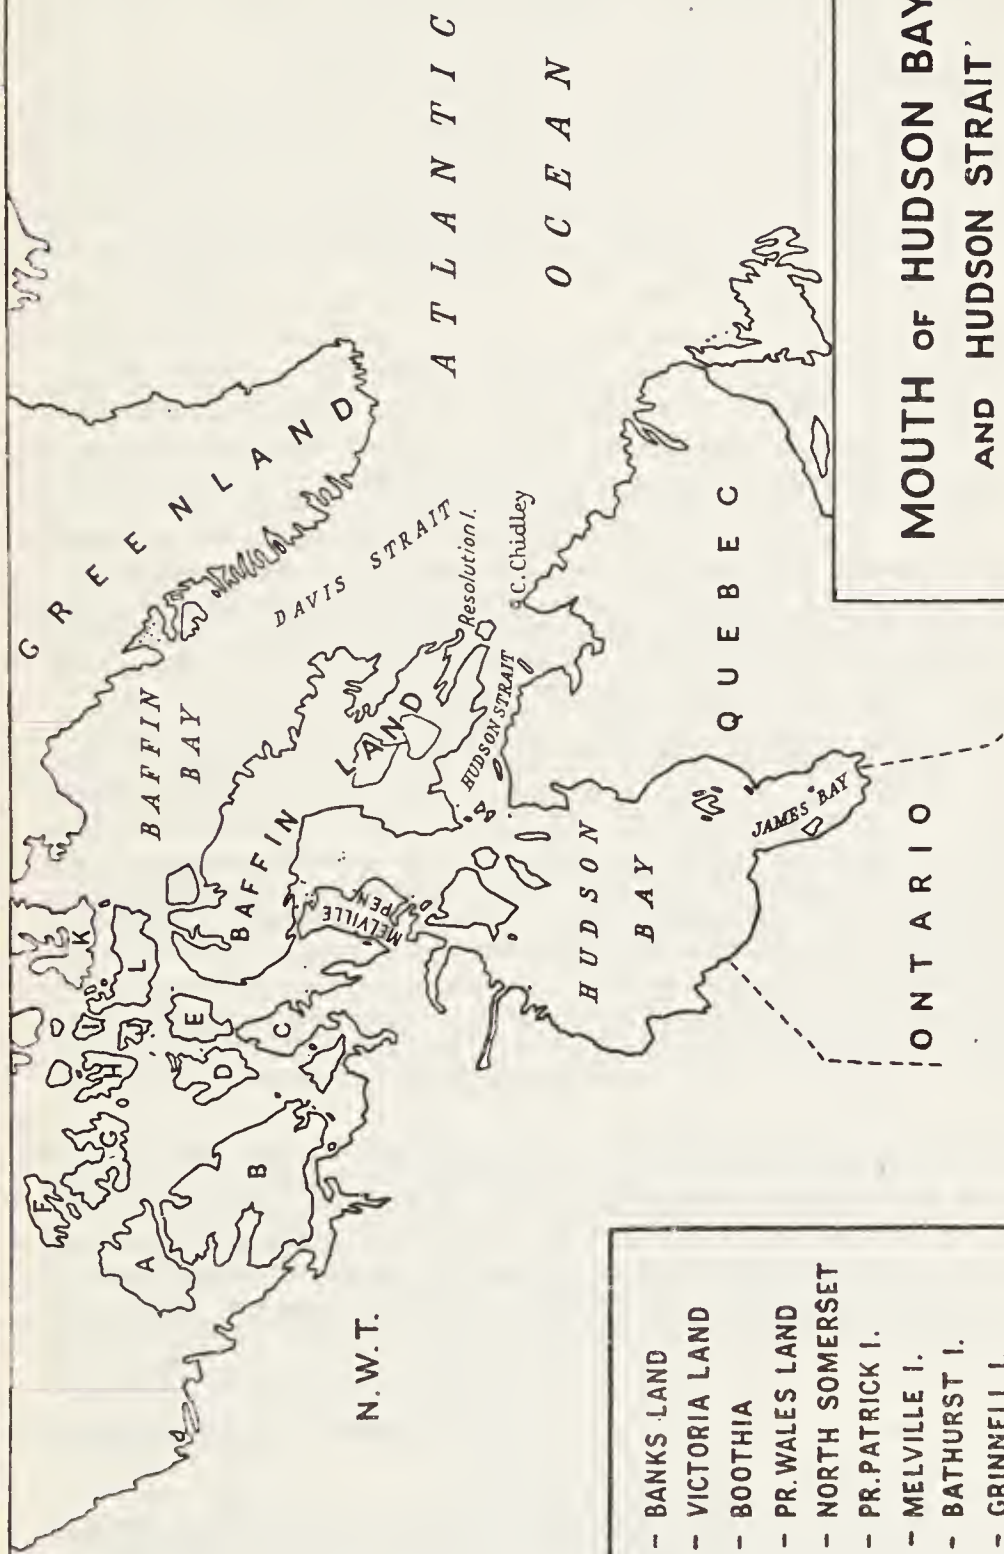 GREENLAND
BAFFIN
BAY
DAVIS STRAIT
ATLANTIC
OCEAN
Resolution I.
C. Chidley
BAFFIN LAND
HUDSON STRAIT
MELVILLE
PEN.
HUDSON
BAY
JAMES BAY
QUEBEC
ONTARIO
N.W.T.
A
B
C
D
E
F
G
H
I
J
K
L
- BANKS LAND
- VICTORIA LAND
- BOOTHIA
- PR. WALES LAND
- NORTH SOMERSET
- PR. PATRICK I.
- MELVILLE I.
- BATHURST I.
- GRINNELL I.
MOUTH OF HUDSON BAY
AND HUDSON STRAIT